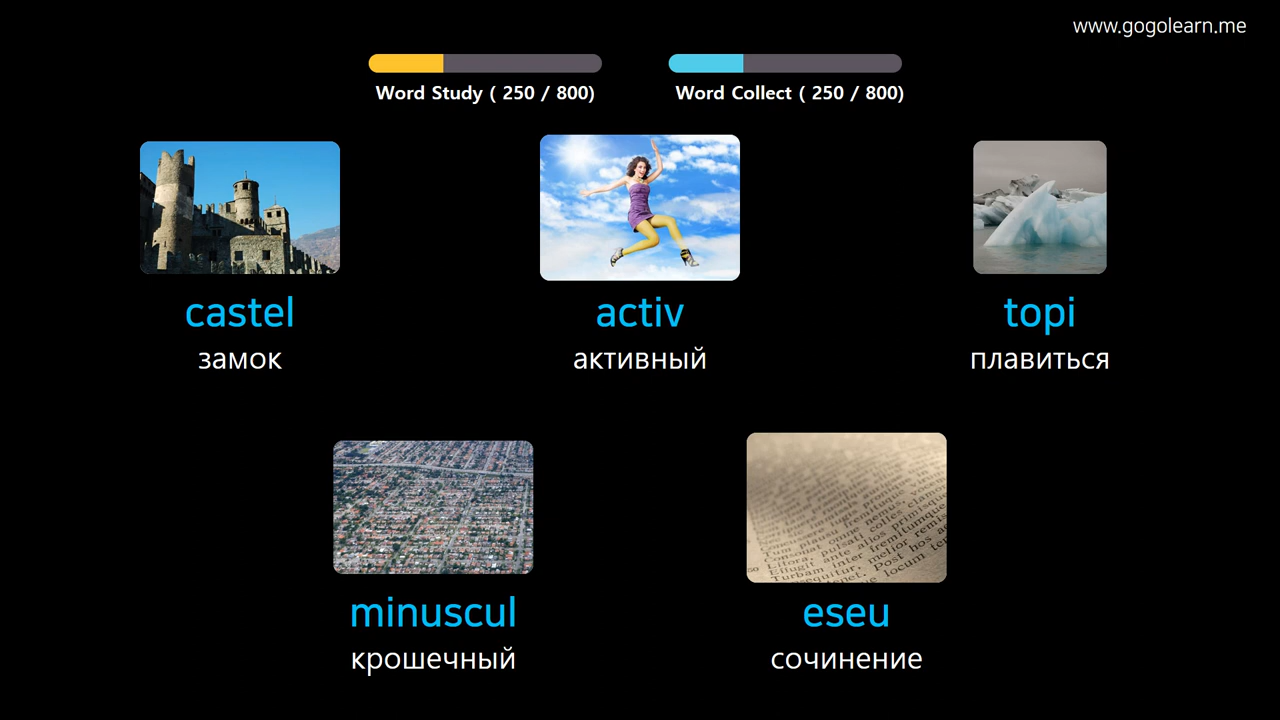 www.gogolearn.me
Word Study ( 250 / 800)
Word Collect ( 250 / 800)
castel
замок
activ
активный
topi
плавиться
minuscul
крошечный
eseu
сочинение